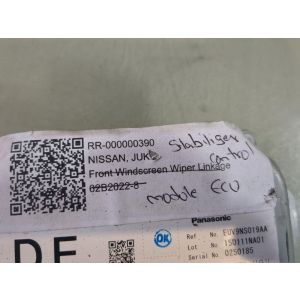 RR-000000390
NISSAN, JUKE
Front Windscreen Wiper Linkage
02B2022-8
Stabiliser
Control
module ECU
Panasonic
OK
Ref. No. EUV9NS019AA
Lot No. 150111NA01
Serial No 0250185
DE